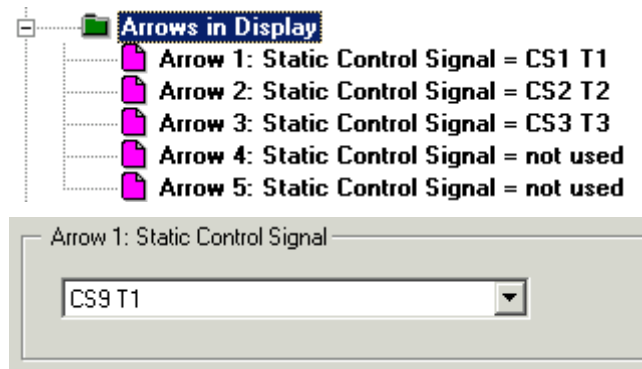 Arrows in Display
Arrow 1: Static Control Signal = CS1 T1
Arrow 2: Static Control Signal = CS2 T2
Arrow 3: Static Control Signal = CS3 T3
Arrow 4: Static Control Signal = not used
Arrow 5: Static Control Signal = not used
Arrow 1: Static Control Signal
CS9 T1